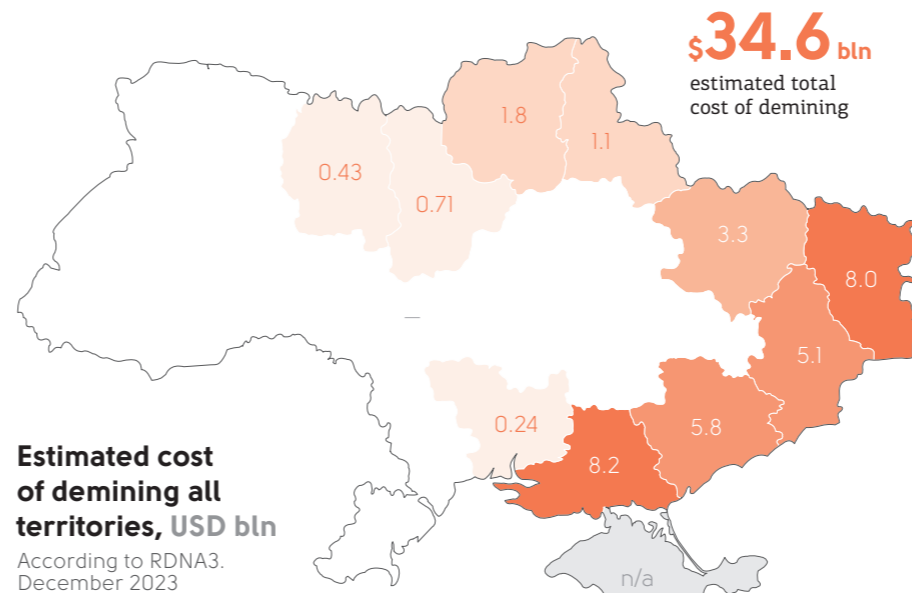 $34.6 bln
estimated total
cost of demining
1.8
1.1
0.43
0.71
3.3
8.0
5.1
0.24
5.8
8.2
Estimated cost
of demining all
territories, USD bln
According to RDNA3.
December 2023
n/a